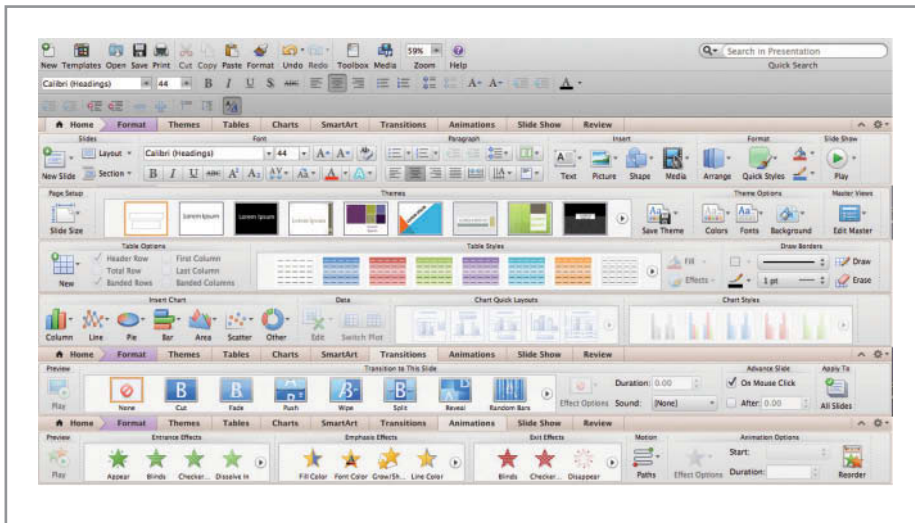 New Templates Open Save Print Cut Copy Paste Format Undo Redo Toolbox Media 59% Zoom Help Search in Presentation Quick Search
Calibri (Headings) 44 B I U S ABC A A A
Home Format Themes Tables Charts SmartArt Transitions Animations Slide Show Review
Slides Font Paragraph Insert Format Slide Show
Layout Calibri (Headings) 44 A A
New Slide Section B I U ABC A² A₂ AV Aa A A Text Picture Shape Media Arrange Quick Styles Play
Page Setup Themes Theme Options Master Views
Lorem Ipsum Lorem Ipsum Aa Aa
Slide Size Save Theme Colors Fonts Background Edit Master
Table Options Table Styles Draw Borders
Header Row First Column Fill Draw
Total Row Last Column
New Banded Rows Banded Columns Effects 1 pt Erase
Insert Chart Data Chart Quick Layouts Chart Styles
Column Line Pie Bar Area Scatter Other Edit Switch Plot
Home Format Themes Tables Charts SmartArt Transitions Animations Slide Show Review
Preview Transition to This Slide Advance Slide Apply To
Duration: 0.00 On Mouse Click
Play None Cut Fade Push Wipe Split Reveal Random Bars Effect Options Sound: [None] After: 0.00 All Slides
Home Format Themes Tables Charts SmartArt Transitions Animations Slide Show Review
Preview Entrance Effects Emphasis Effects Exit Effects Motion Animation Options
Start:
Play Appear Blinds Checker... Dissolve In Fill Color Font Color Grow/Sh... Line Color Blinds Checker... Disappear Paths Effect Options Duration: Reorder